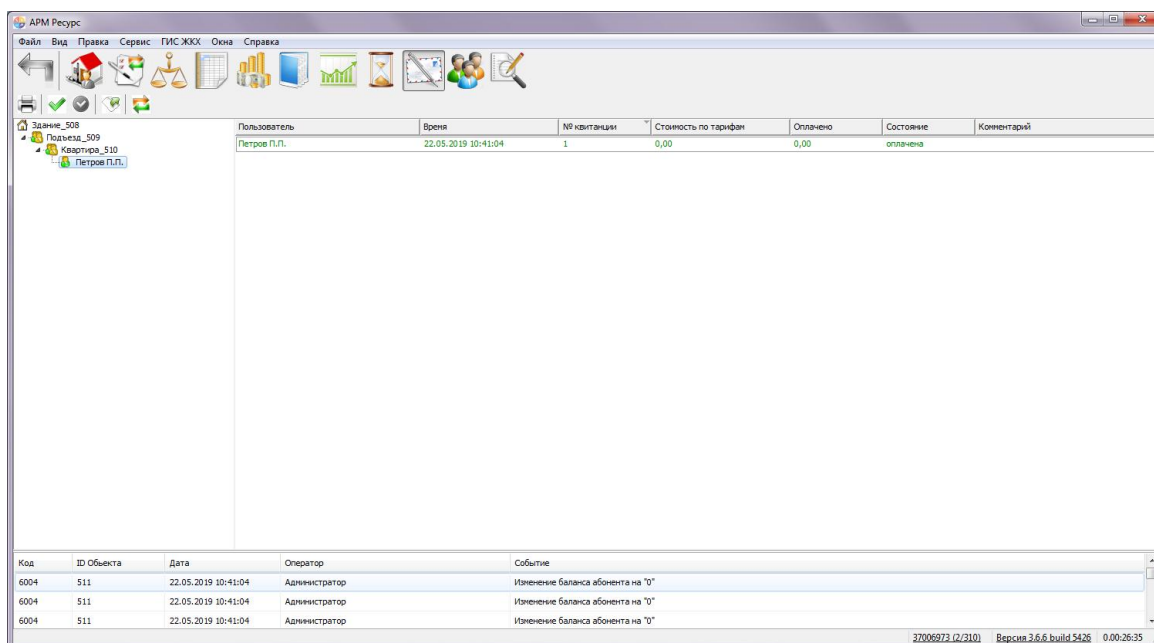 АРМ Ресурс
Файл Вид Правка Сервис ГИС ЖКХ Окна Справка
Здание_508
Подъезд_509
Квартира_510
Петров П.П.
Пользователь Время № квитанции Стоимость по тарифам Оплачено Состояние Комментарий
Петров П.П. 22.05.2019 10:41:04 1 0,00 0,00 оплачена
Код ID Объекта Дата Оператор Событие
6004 511 22.05.2019 10:41:04 Администратор Изменение баланса абонента на "0"
6004 511 22.05.2019 10:41:04 Администратор Изменение баланса абонента на "0"
6004 511 22.05.2019 10:41:04 Администратор Изменение баланса абонента на "0"
37006973 (2/310) Версия 3.6.6 build 5426 0.00:26:35